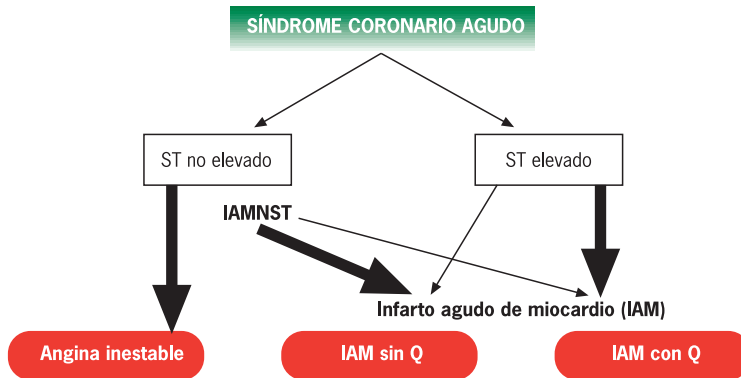 SÍNDROME CORONARIO AGUDO
ST no elevado
ST elevado
IAMNST
Infarto agudo de miocardio (IAM)
Angina inestable
IAM sin Q
IAM con Q